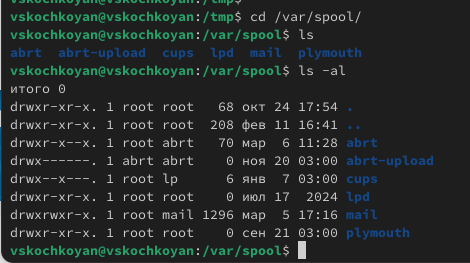 vskochkoyan@vskochkoyan:/tmp$
vskochkoyan@vskochkoyan:/tmp$ cd /var/spool/
vskochkoyan@vskochkoyan:/var/spool$ ls
abrt abrt-upload cups lpd mail plymouth
vskochkoyan@vskochkoyan:/var/spool$ ls -al
итого 0
drwxr-xr-x. 1 root root 68 окт 24 17:54 .
drwxr-xr-x. 1 root root 208 фев 11 16:41 ..
drwxr-x--x. 1 root abrt 70 мар 6 11:28 abrt
drwx------. 1 abrt abrt 0 ноя 20 03:00 abrt-upload
drwx--x---. 1 root lp 6 янв 7 03:00 cups
drwxr-xr-x. 1 root root 0 июл 17 2024 lpd
drwxrwxr-x. 1 root mail 1296 мар 5 17:16 mail
drwxr-xr-x. 1 root root 0 сен 21 03:00 plymouth
vskochkoyan@vskochkoyan:/var/spool$